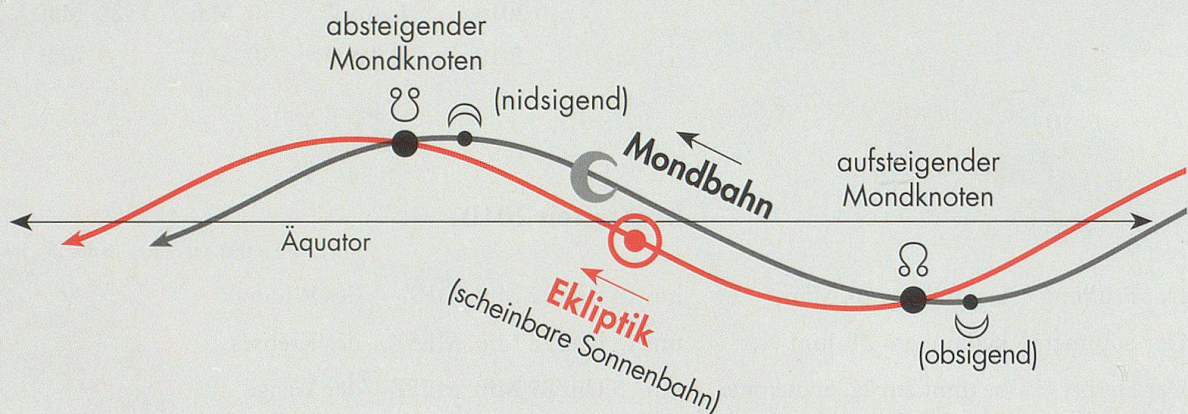 absteigender
Mondknoten
☋
(nidsigend)
Mondbahn
aufsteigender
Mondknoten
Äquator
☊
Ekliptik
(scheinbare Sonnenbahn)
(obsigend)